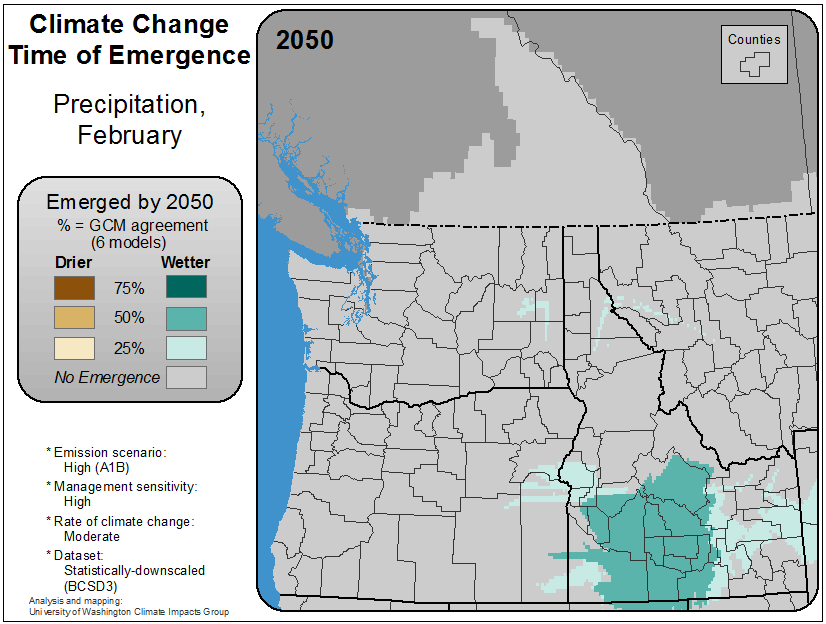 Climate Change
Time of Emergence
Precipitation,
February
Emerged by 2050
% = GCM agreement
(6 models)
Drier Wetter
75%
50%
25%
No Emergence
* Emission scenario:
High (A1B)
* Management sensitivity:
High
* Rate of climate change:
Moderate
* Dataset:
Statistically-downscaled
(BCSD3)
Analysis and mapping:
University of Washington Climate Impacts Group
2050
Counties